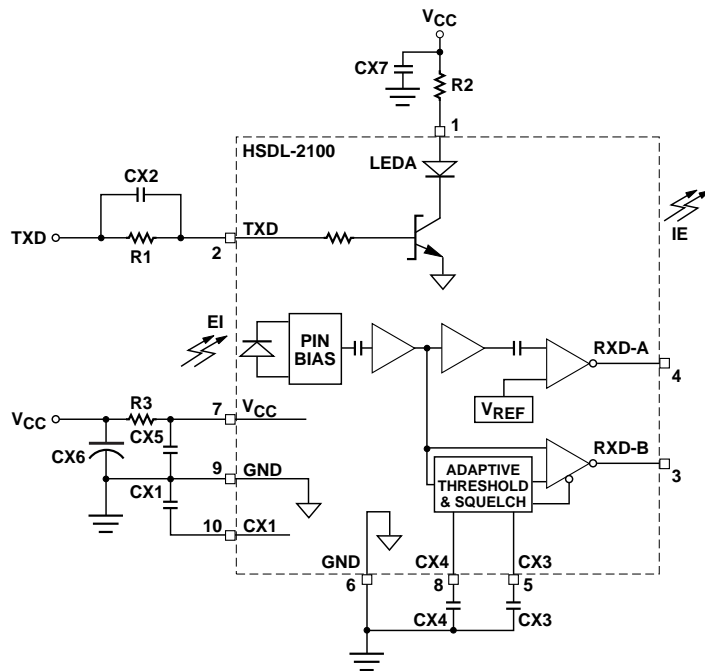 VCC
CX7
R2
1
HSDL-2100
LEDA
CX2
TXD
R1
2
TXD
IE
EI
PIN
BIAS
RXD-A
4
VREF
VCC
R3
7
VCC
CX5
CX6
9
GND
CX1
10
CX1
RXD-B
3
ADAPTIVE
THRESHOLD
& SQUELCH
GND
6
CX4
8
CX3
5
CX4
CX3